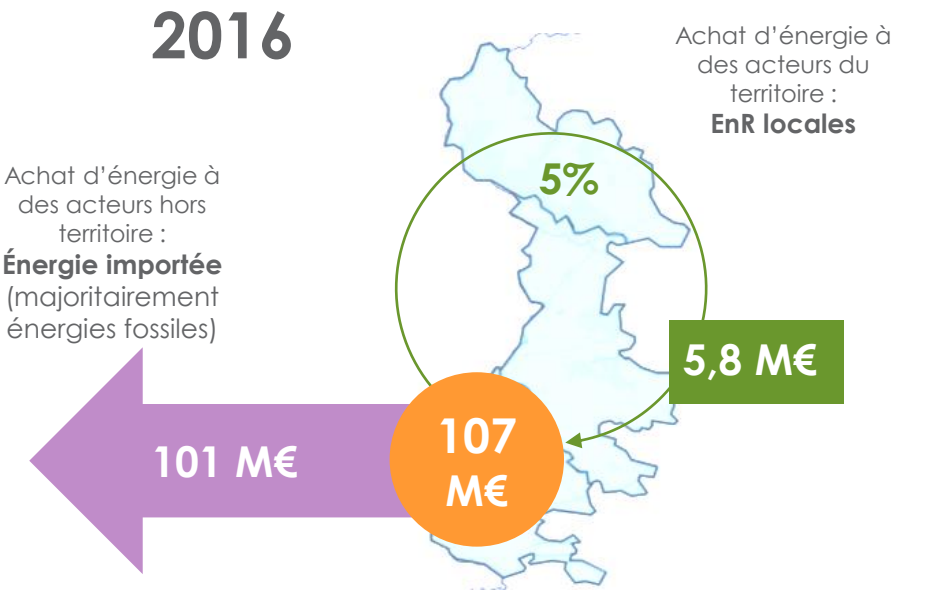 2016
Achat d’énergie à
des acteurs du
territoire :
EnR locales
Achat d’énergie à
des acteurs hors
territoire :
Énergie importée
(majoritairement
énergies fossiles)
5%
5,8 M€
101 M€
107
M€